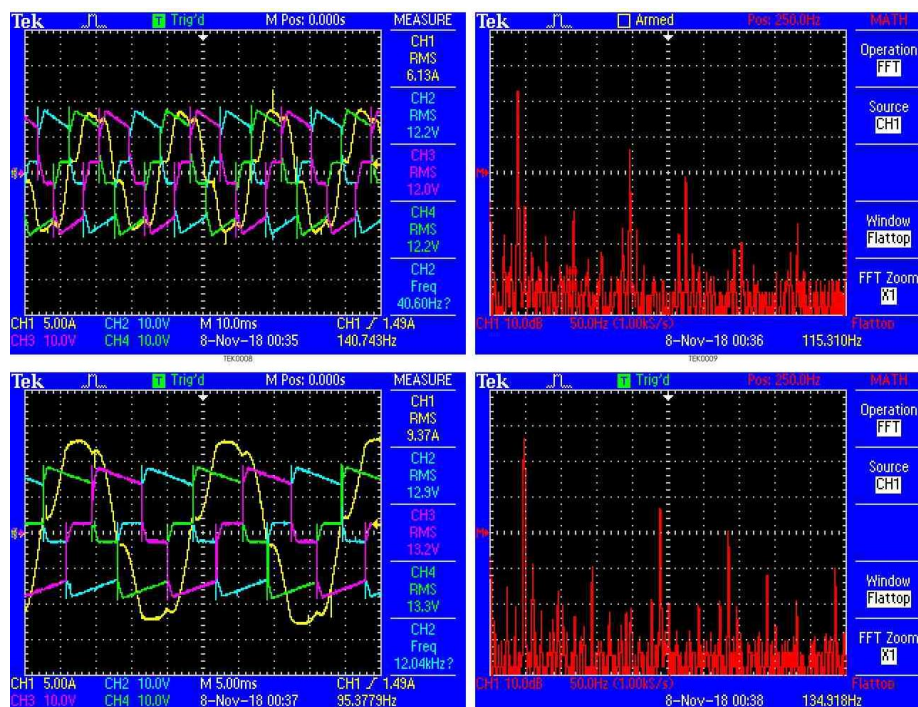 Tek T Trig'd M Pos: 0.000s MEASURE
CH1
RMS
6.13A
CH2
RMS
12.2V
CH3
RMS
12.0V
CH4
RMS
12.2V
CH2
Freq
40.60Hz?
CH1 5.00A CH2 10.0V M 10.0ms CH1 / 1.49A
CH3 10.0V CH4 10.0V 8-Nov-18 00:35 140.743Hz
TEK0008
Tek Armed Pos: 250.0Hz MATH
Operation
FFT
Source
CH1
Window
Flattop
FFT Zoom
X1
CH1 10.0dB 50.0Hz (1.00kS/s) Flattop
8-Nov-18 00:36 115.310Hz
TEK0009
Tek T Trig'd M Pos: 0.000s MEASURE
CH1
RMS
9.37A
CH2
RMS
12.9V
CH3
RMS
13.2V
CH4
RMS
13.3V
CH2
Freq
12.04kHz?
CH1 5.00A CH2 10.0V M 5.00ms CH1 / 1.49A
CH3 10.0V CH4 10.0V 8-Nov-18 00:37 95.3779Hz
Tek T Trig'd Pos: 250.0Hz MATH
Operation
FFT
Source
CH1
Window
Flattop
FFT Zoom
X1
CH1 10.0dB 50.0Hz (1.00kS/s) Flattop
8-Nov-18 00:38 134.918Hz